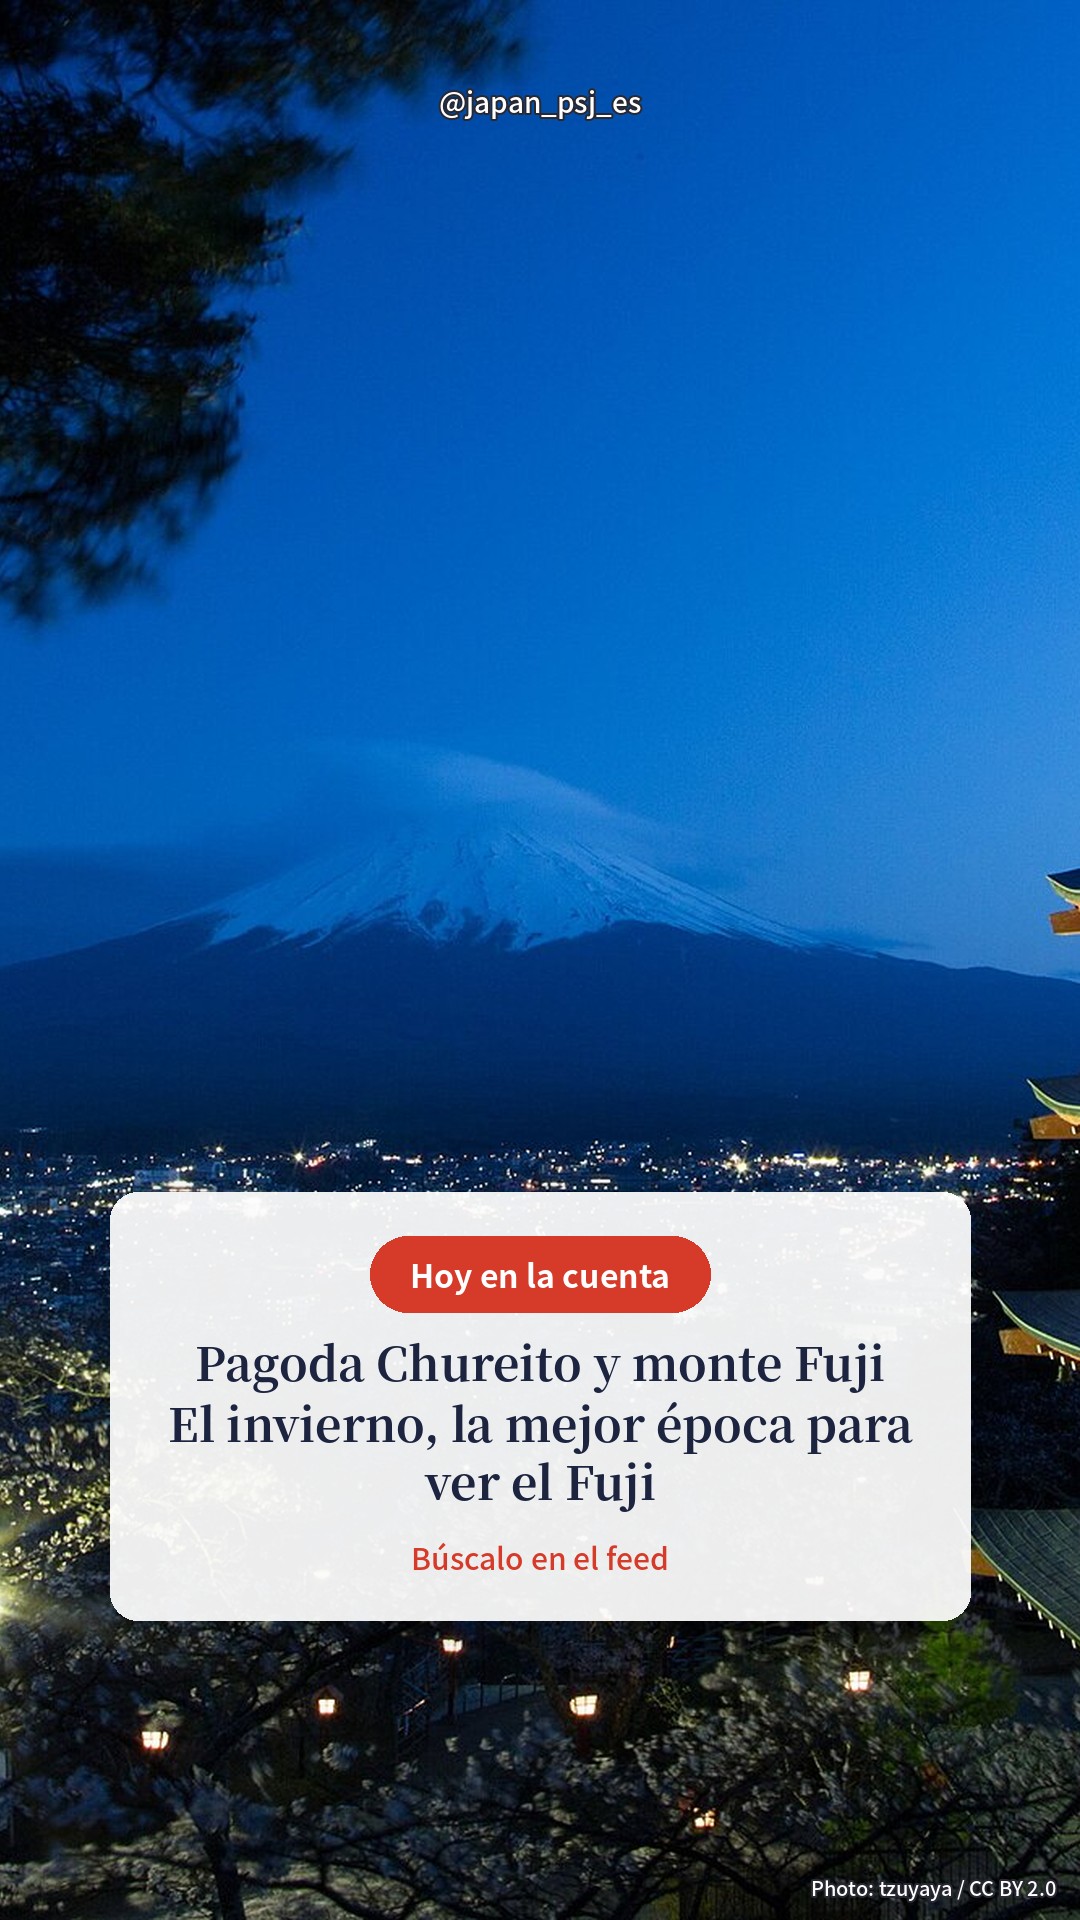 @japan_psj_es
Hoy en la cuenta
Pagoda Chureito y monte Fuji
El invierno, la mejor época para
ver el Fuji
Búscalo en el feed
Photo: tzuyaya / CC BY 2.0